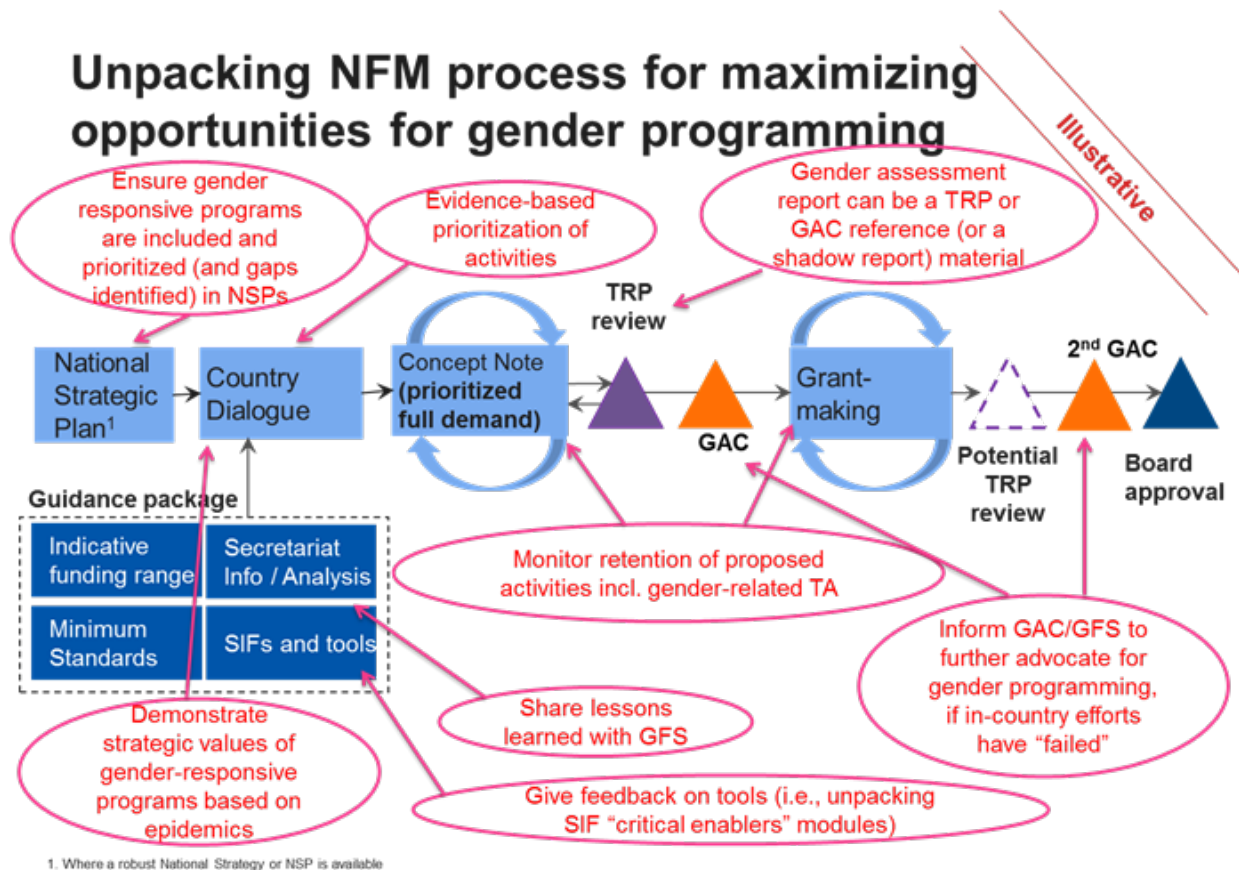 Unpacking NFM process for maximizing
opportunities for gender programming
Illustrative
Ensure gender
responsive programs
are included and
prioritized (and gaps
identified) in NSPs
Evidence-based
prioritization of
activities
Gender assessment
report can be a TRP or
GAC reference (or a
shadow report) material
TRP
review
National
Strategic
Plan1
Country
Dialogue
Concept Note
(prioritized
full demand)
GAC
Grant-
making
2nd GAC
Potential
TRP
review
Board
approval
Guidance package
Indicative
funding range
Secretariat
Info / Analysis
Minimum
Standards
SIFs and tools
Monitor retention of proposed
activities incl. gender-related TA
Inform GAC/GFS to
further advocate for
gender programming,
if in-country efforts
have “failed”
Demonstrate
strategic values of
gender-responsive
programs based on
epidemics
Share lessons
learned with GFS
Give feedback on tools (i.e., unpacking
SIF “critical enablers” modules)
1. Where a robust National Strategy or NSP is available